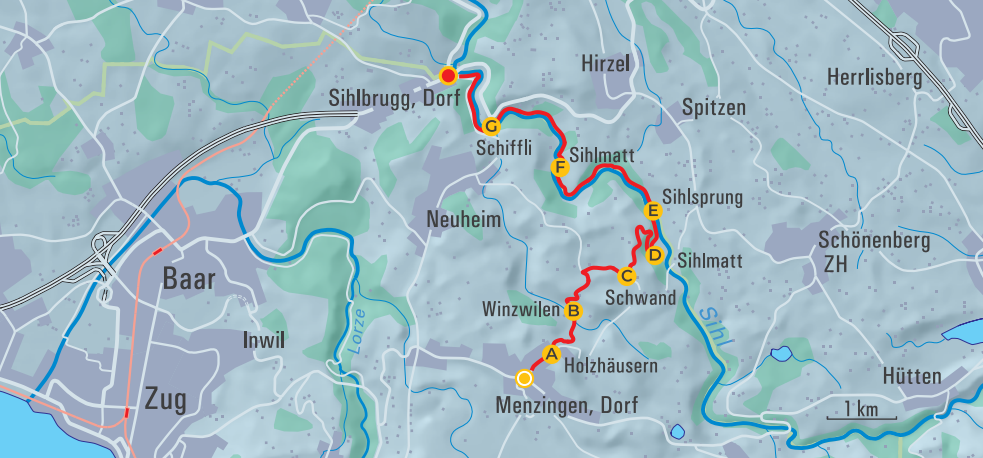 Hirzel
Herrlisberg
Sihlbrugg, Dorf
Spitzen
G
Schiffli
Sihlmatt
F
Sihlsprung
E
Neuheim
Schönenberg
ZH
D
Sihlmatt
Baar
C
Schwand
Winzwilen
B
Sihl
Lorze
Inwil
A
Holzhäusern
Hütten
Zug
Menzingen, Dorf
1 km